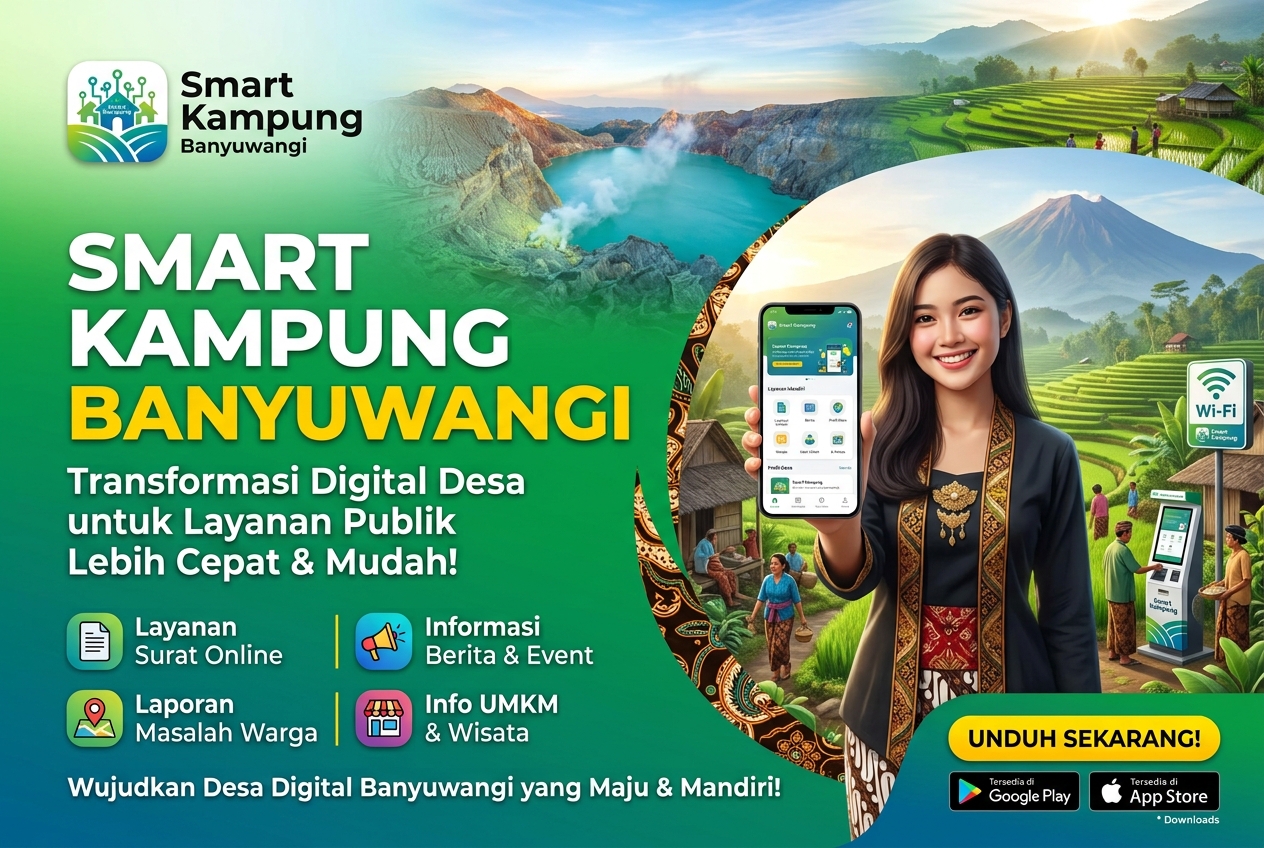 Smart
Kampung
Banyuwangi
SMART
KAMPUNG
BANYUWANGI
Transformasi Digital Desa
untuk Layanan Publik
Lebih Cepat & Mudah!
Layanan
Surat Online
Informasi
Berita & Event
Laporan
Masalah Warga
Info UMKM
& Wisata
Wujudkan Desa Digital Banyuwangi yang Maju & Mandiri!
Wi-Fi
UNDUH SEKARANG!
Tersedia di
Google Play
Tersedia di
App Store
* Downloads